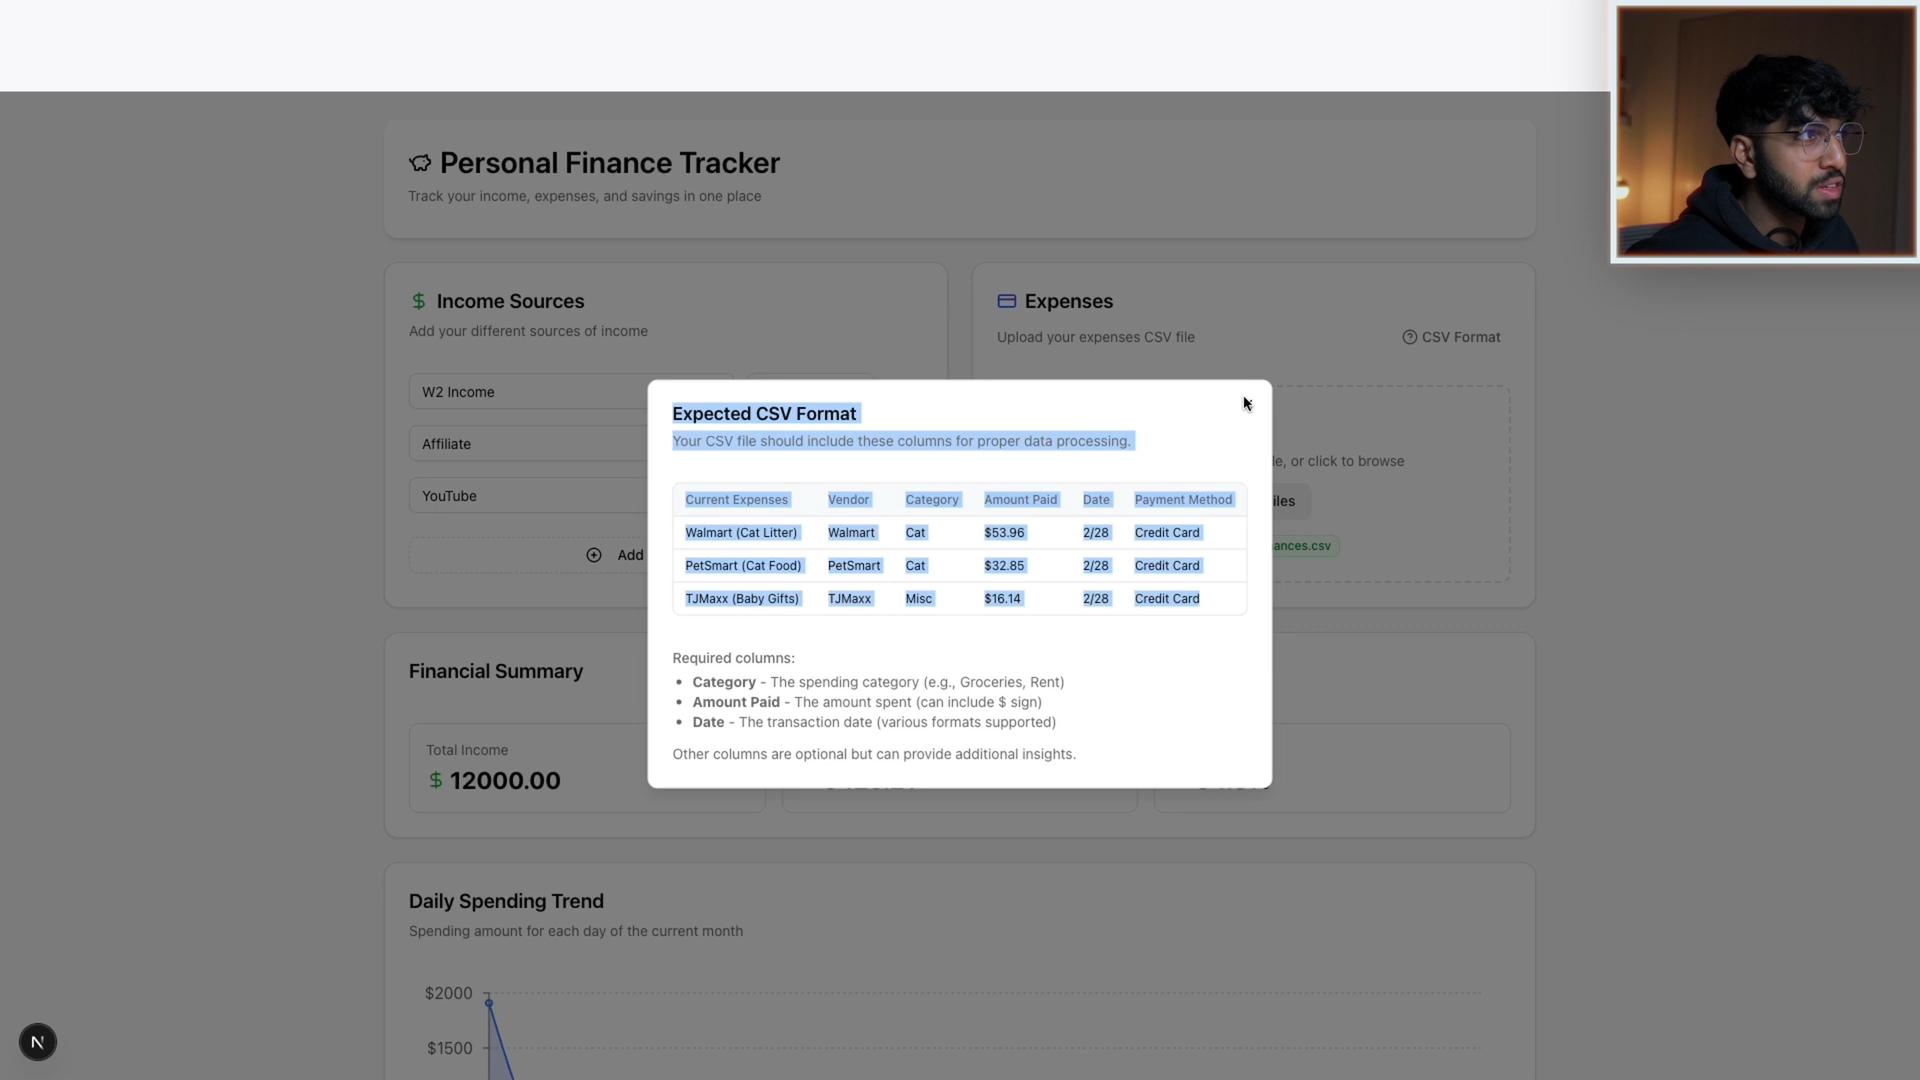 Personal Finance Tracker
Track your income, expenses, and savings in one place
$ Income Sources
Add your different sources of income
W2 Income
Affiliate
YouTube
Add
Expenses
Upload your expenses CSV file
CSV Format
or click to browse
ances.csv
Expected CSV Format
Your CSV file should include these columns for proper data processing.
Current Expenses Vendor Category Amount Paid Date Payment Method
Walmart (Cat Litter) Walmart Cat $53.96 2/28 Credit Card
PetSmart (Cat Food) PetSmart Cat $32.85 2/28 Credit Card
TJMaxx (Baby Gifts) TJMaxx Misc $16.14 2/28 Credit Card
Required columns:
• Category - The spending category (e.g., Groceries, Rent)
• Amount Paid - The amount spent (can include $ sign)
• Date - The transaction date (various formats supported)
Other columns are optional but can provide additional insights.
Financial Summary
Total Income
$ 12000.00
Daily Spending Trend
Spending amount for each day of the current month
$2000
$1500
N